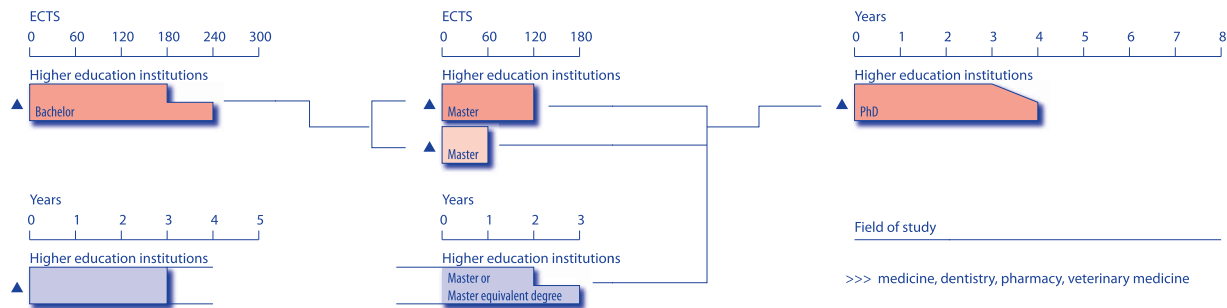 ECTS
0 60 120 180 240 300
Higher education institutions
Bachelor
ECTS
0 60 120 180
Higher education institutions
Master
Master
Years
0 1 2 3 4 5 6 7 8
Higher education institutions
PhD
Years
0 1 2 3 4 5
Higher education institutions
Years
0 1 2 3
Higher education institutions
Master or
Master equivalent degree
Field of study
>>> medicine, dentistry, pharmacy, veterinary medicine